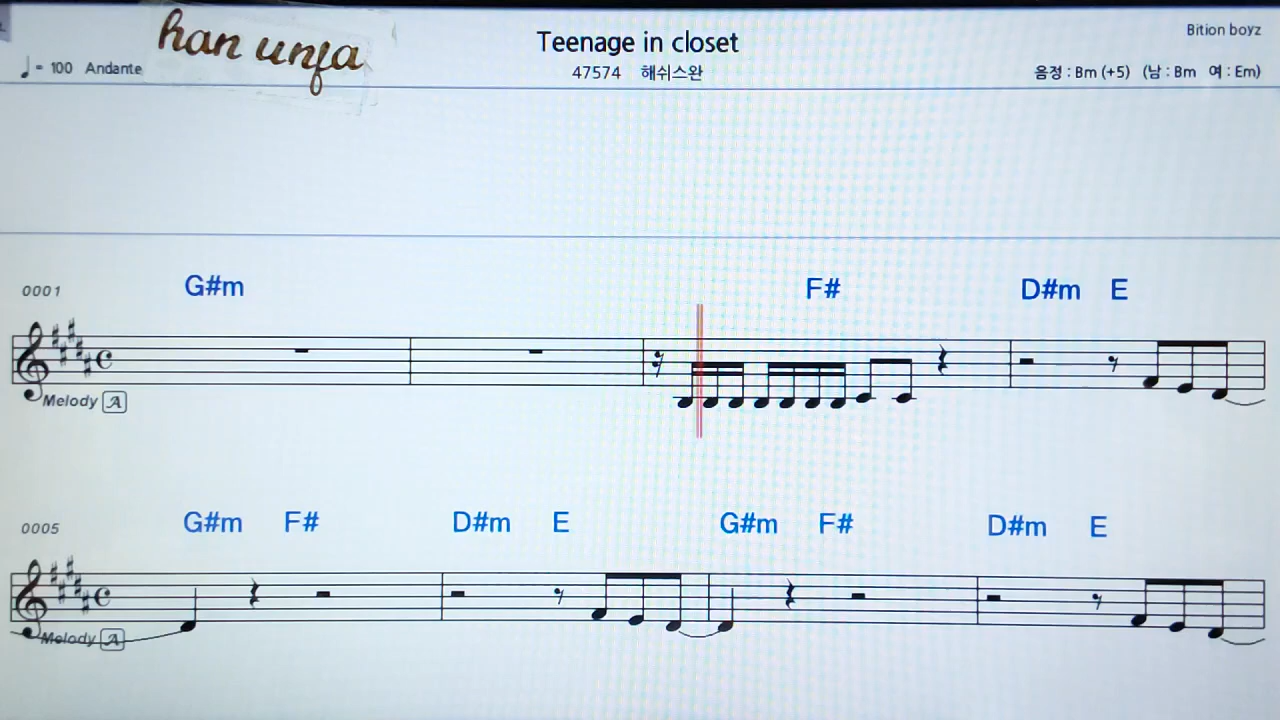 han unfa
Teenage in closet
Bition boyz
♩= 100 Andante
47574 해쉬스완
음정 : Bm (+5) (남 : Bm 여 : Em)
0001
G#m F# D#m E
Melody A
0005
G#m F# D#m E G#m F# D#m E
Melody A